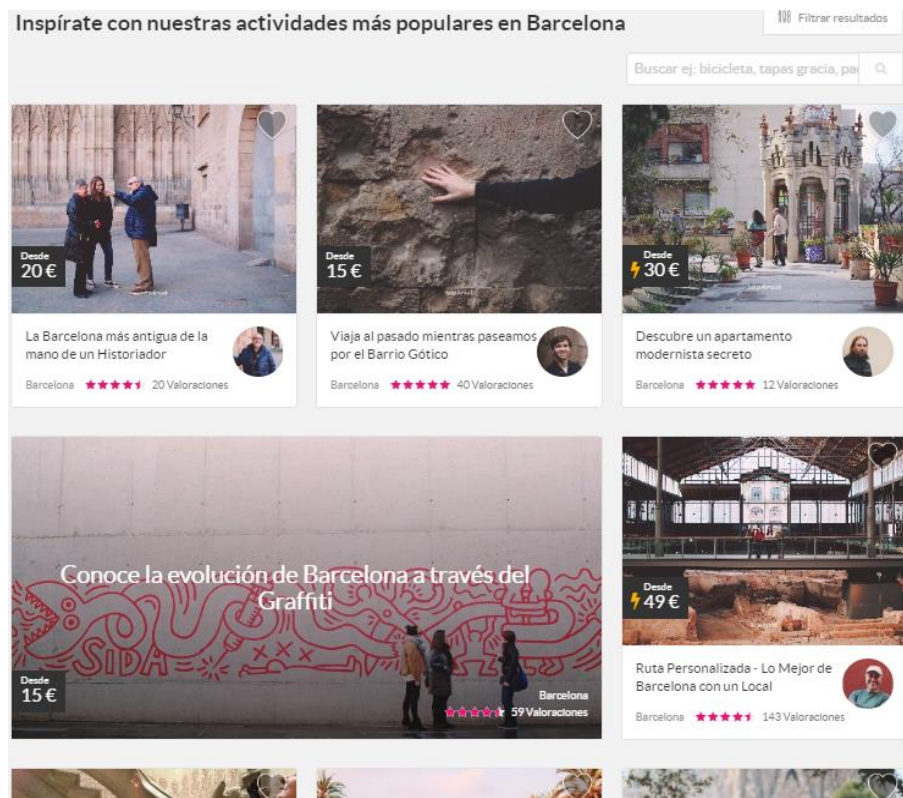 Inspírate con nuestras actividades más populares en Barcelona
Filtrar resultados
Buscar ej: bicicleta, tapas gracia, pa
Desde
20 €
La Barcelona más antigua de la
mano de un Historiador
Barcelona 20 Valoraciones
Desde
15 €
Viaja al pasado mientras paseamos
por el Barrio Gótico
Barcelona 40 Valoraciones
Desde
30 €
Descubre un apartamento
modernista secreto
Barcelona 12 Valoraciones
Conoce la evolución de Barcelona a través del
Graffiti
SIDA
Desde
15 €
Barcelona
59 Valoraciones
Desde
49 €
Ruta Personalizada - Lo Mejor de
Barcelona con un Local
Barcelona 143 Valoraciones